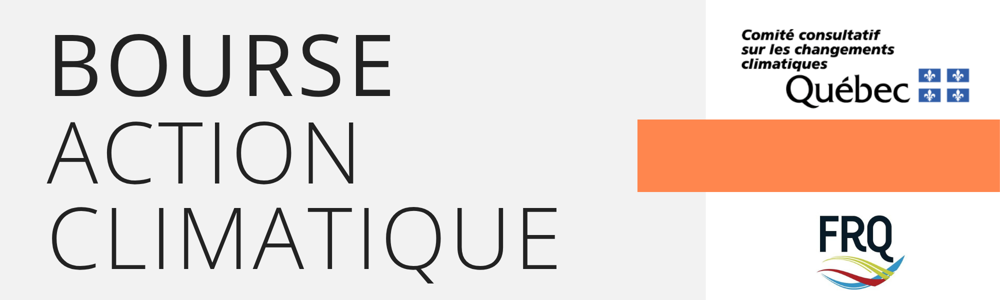 BOURSE
ACTION
CLIMATIQUE
Comité consultatif
sur les changements
climatiques
Québec
FRQ